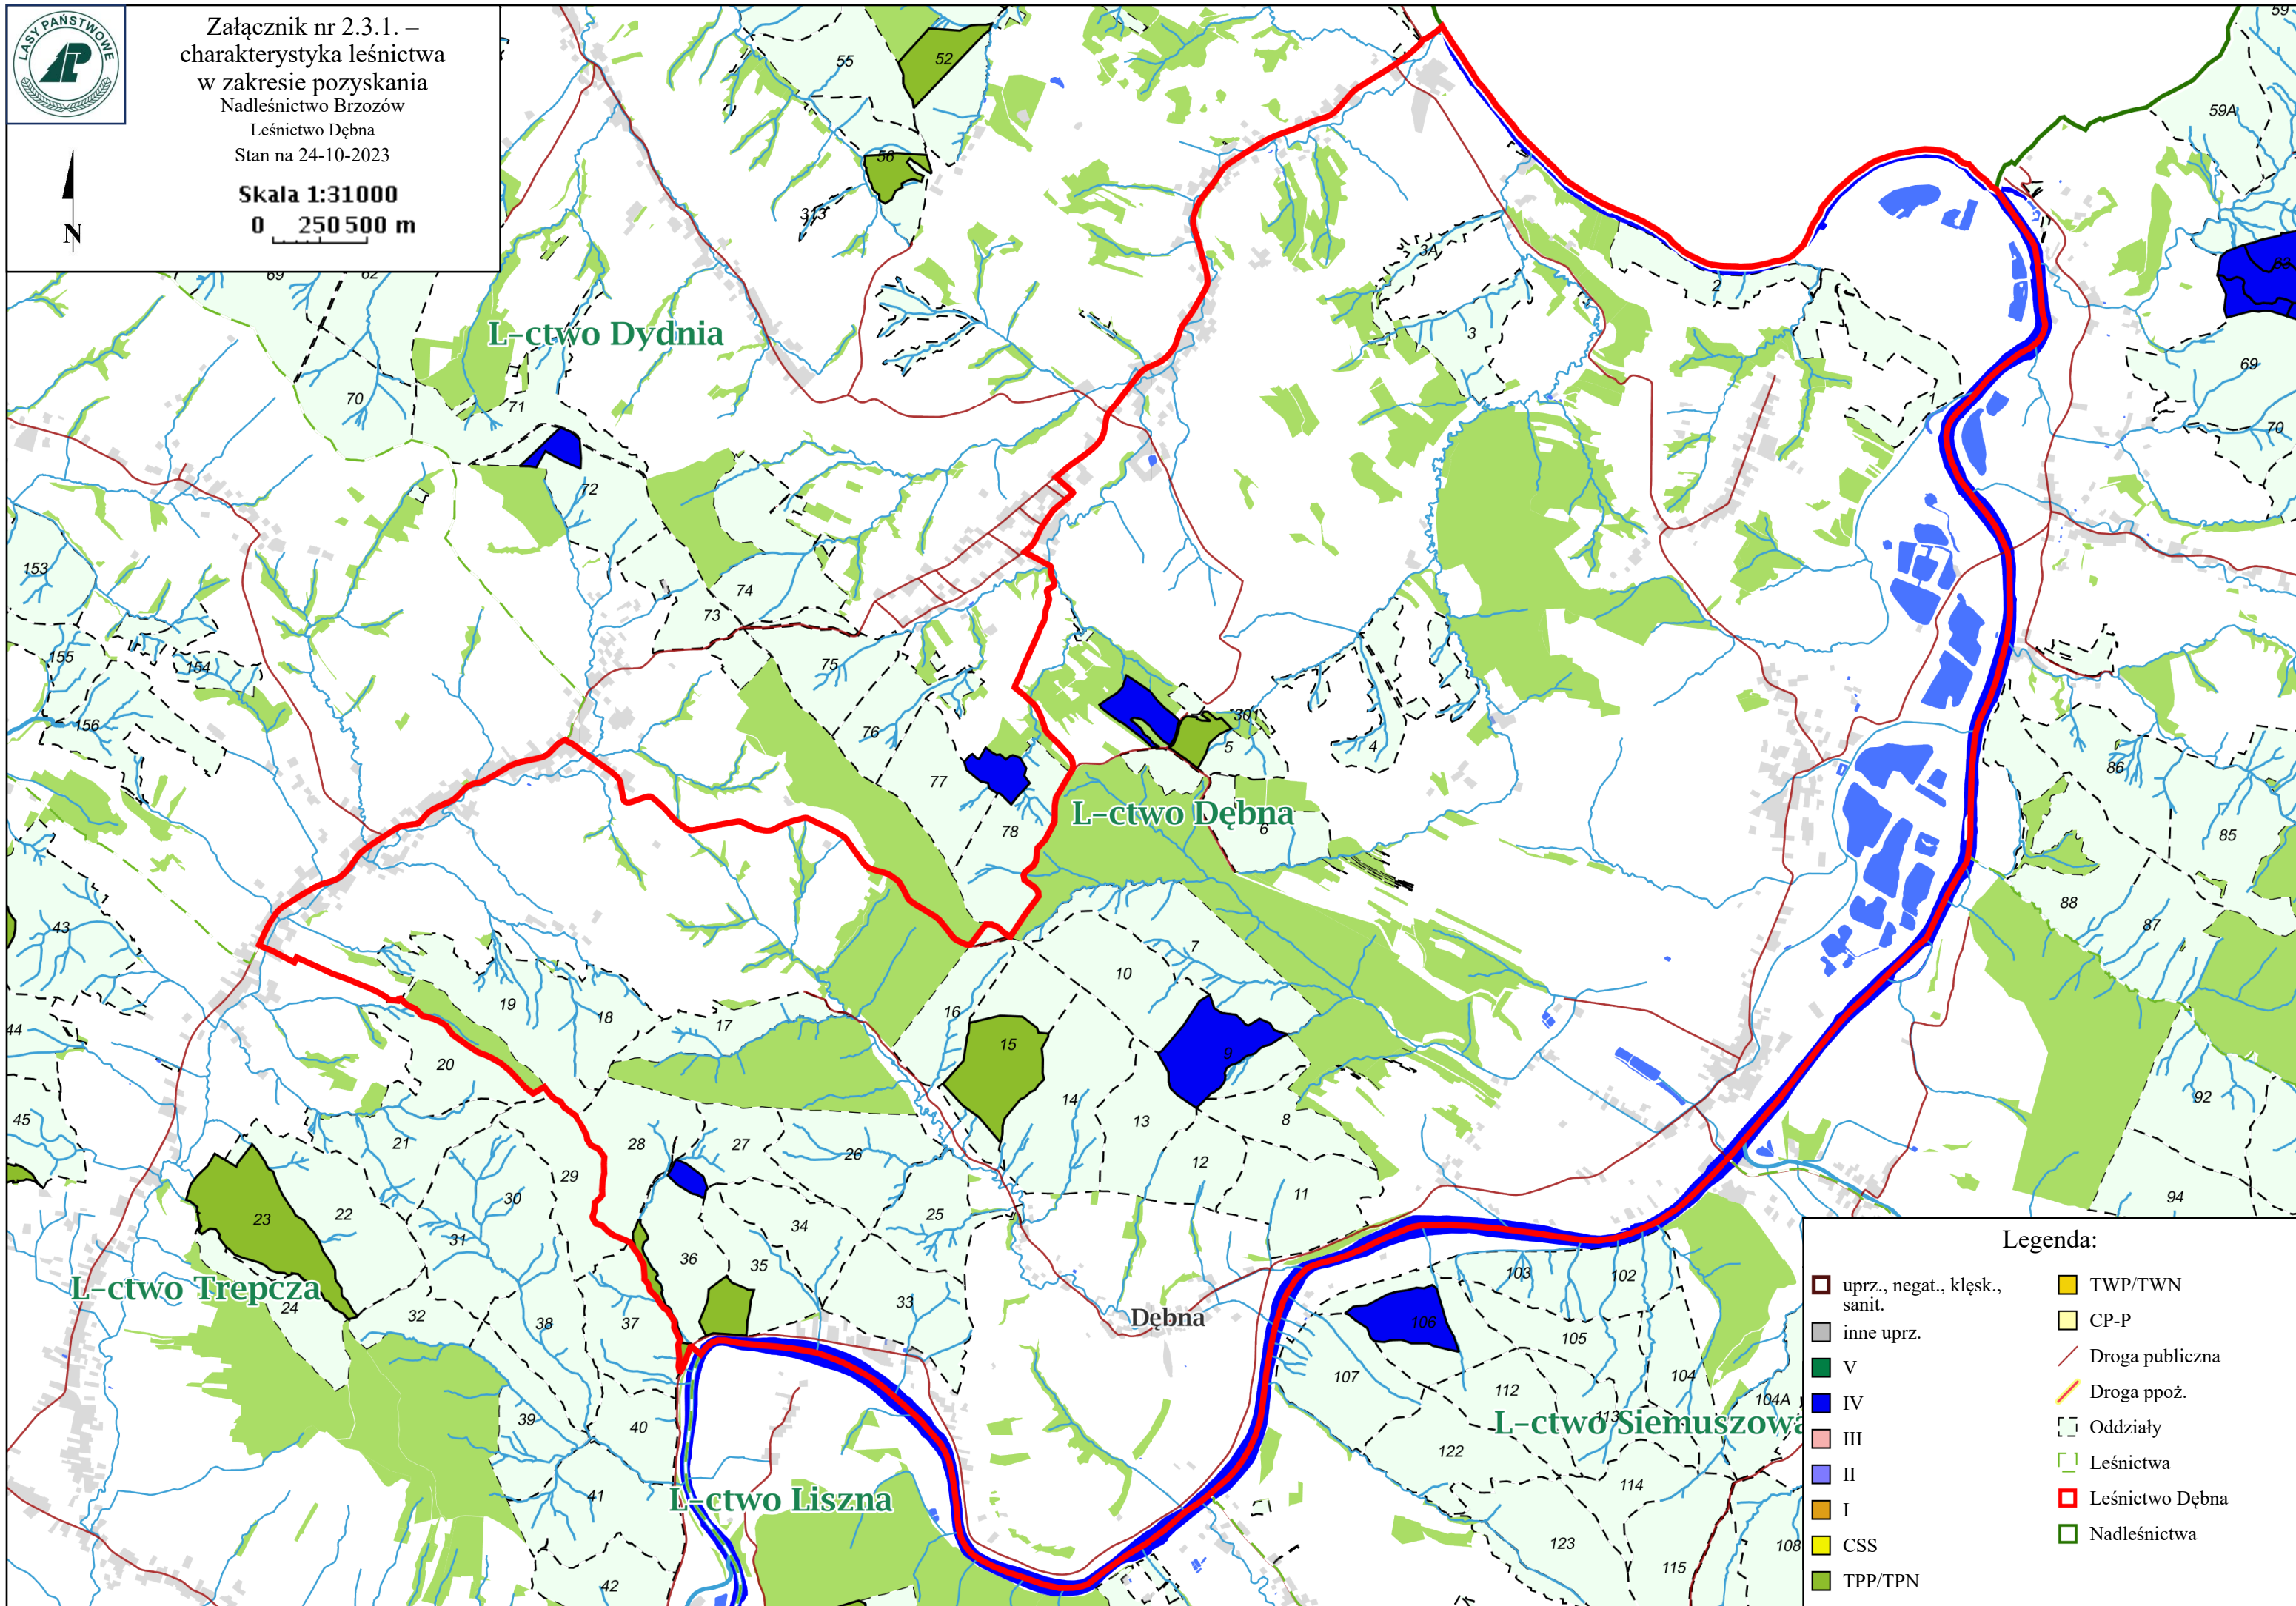 LASY PAŃSTWOWE
Załącznik nr 2.3.1. –
charakterystyka leśnictwa
w zakresie pozyskania
Nadleśnictwo Brzozów
Leśnictwo Dębna
Stan na 24-10-2023
Skala 1:31000
0 250 500 m
N
59
55
52
59A
56
313
3A
63
69
62
2
L-ctwo Dydnia
3
69
70
71
70
72
153
74
73
155
154
75
301
156
76
5
4
86
77
L-ctwo Dębna
78
6
85
88
43
87
7
10
19
16
18
17
44
15
9
20
14
92
45
13
8
21
28
27
26
12
29
30
11
94
23
22
34
25
31
36
35
L-ctwo Trepcza
24
103
102
33
32
38
37
Dębna
106
105
107
112
104
104A
39
40
113
L-ctwo Siemuszowa
122
114
41
L-ctwo Liszna
123
115
108
42
Legenda:
uprz., negat., klęsk.,
sanit.
inne uprz.
V
IV
III
II
I
CSS
TPP/TPN
TWP/TWN
CP-P
Droga publiczna
Droga ppoż.
Oddziały
Leśnictwa
Leśnictwo Dębna
Nadleśnictwa